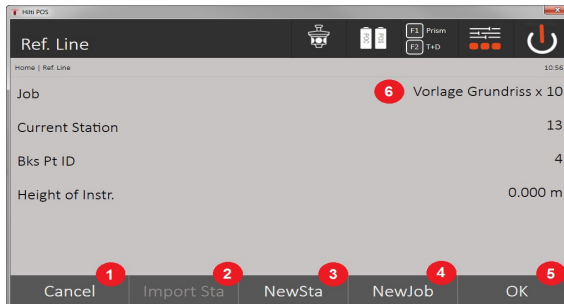 Hilti POS
Ref. Line
POC
POS
F1 Prism
F2 T+D
Home | Ref. Line 10:56
Job 6 Vorlage Grundriss x 10
Current Station 13
Bks Pt ID 4
Height of Instr. 0.000 m
1 2 3 4 5
Cancel Import Sta NewSta NewJob OK